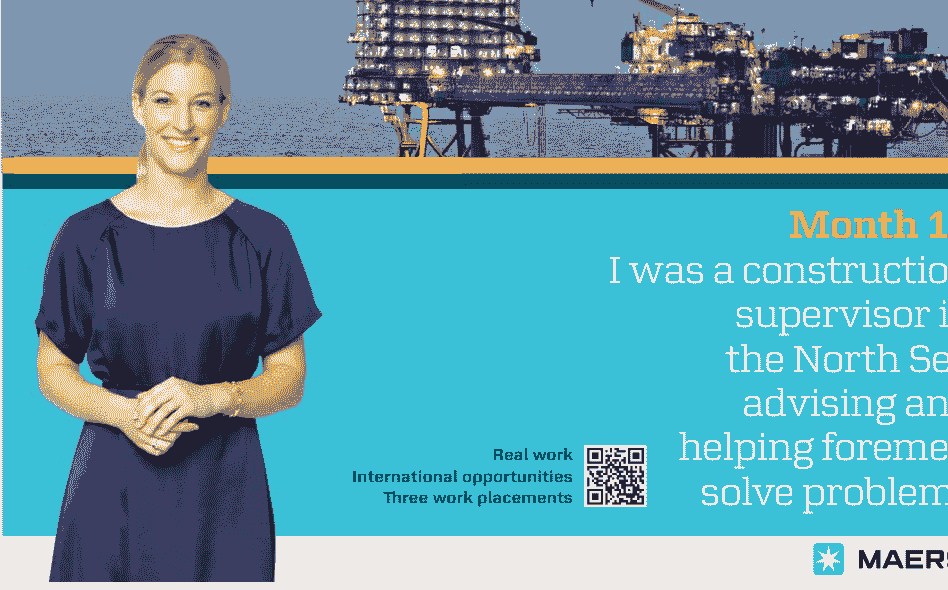 Month 1
I was a constructio
supervisor i
the North Se
advising an
helping foreme
solve problem
Real work
International opportunities
Three work placements
MAERS